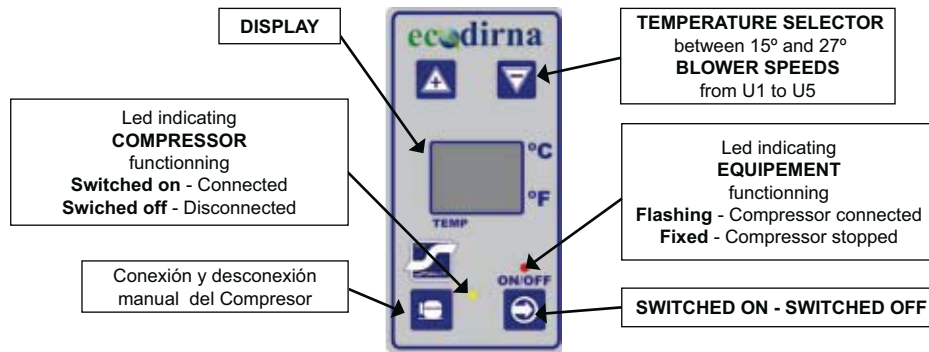 DISPLAY
ecodirna
TEMPERATURE SELECTOR
between 15º and 27º
BLOWER SPEEDS
from U1 to U5
Led indicating
COMPRESSOR
functionning
Switched on - Connected
Swiched off - Disconnected
ºC
ºF
TEMP
Led indicating
EQUIPEMENT
functionning
Flashing - Compressor connected
Fixed - Compressor stopped
Conexión y desconexión
manual del Compresor
ON/OFF
SWITCHED ON - SWITCHED OFF